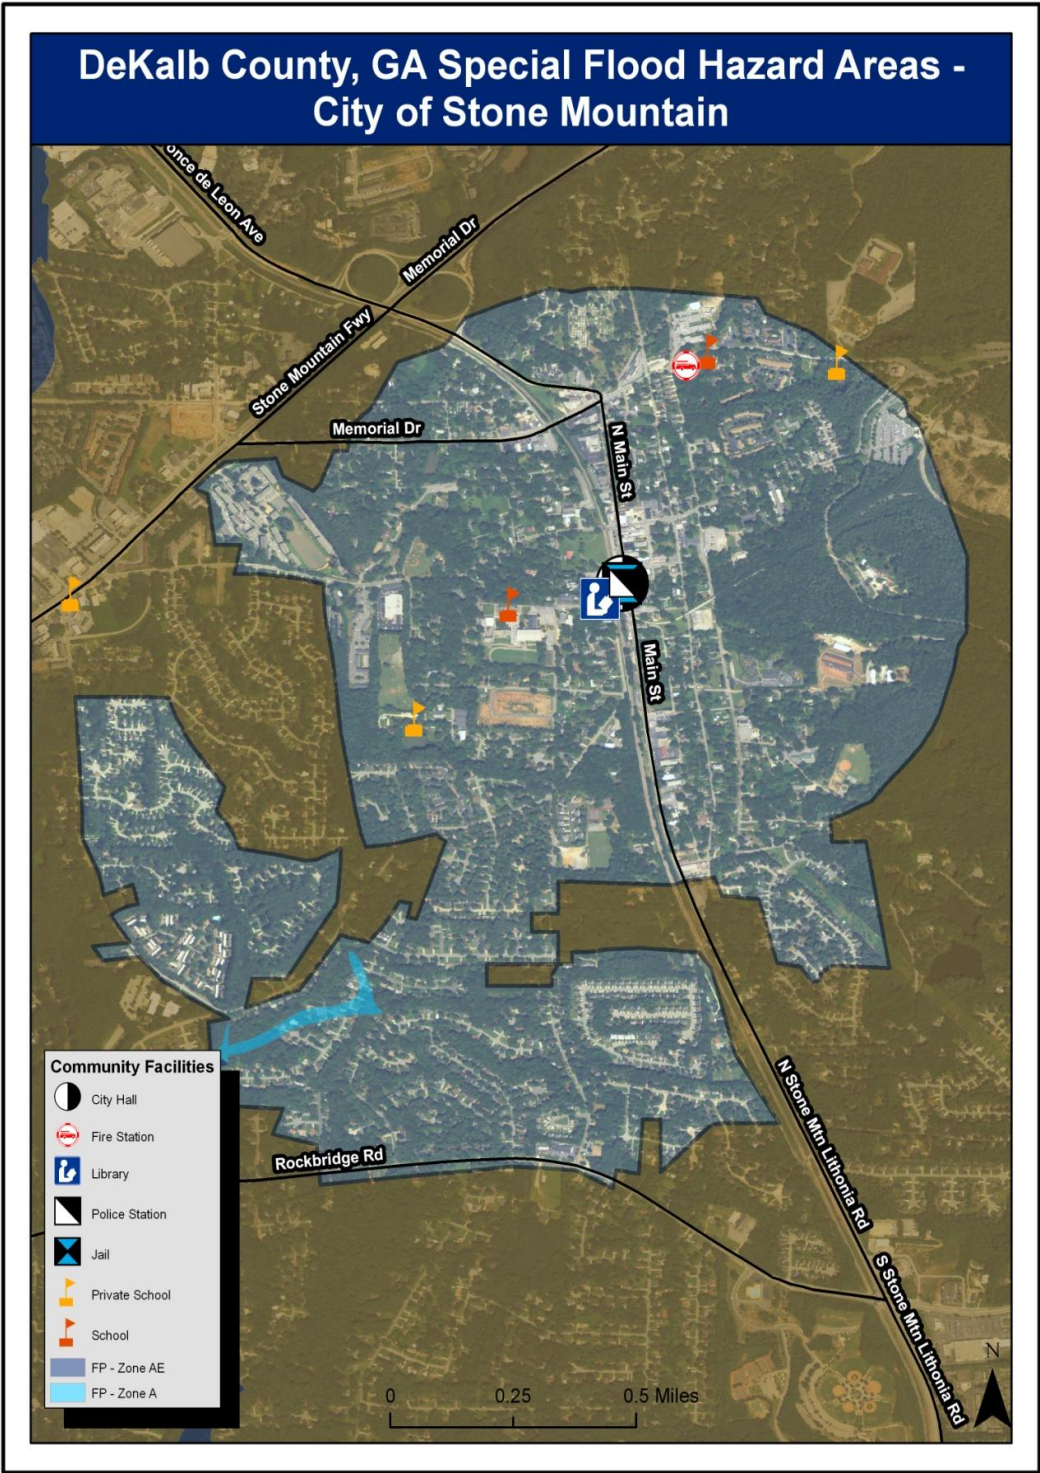 DeKalb County, GA Special Flood Hazard Areas -
City of Stone Mountain
once de Leon Ave
Memorial Dr
Stone Mountain Fwy
Memorial Dr
N Main St
Main St
N Stone Mtn Lithonia Rd
Rockbridge Rd
S Stone Mtn Lithonia Rd
Community Facilities
City Hall
Fire Station
Library
Police Station
Jail
Private School
School
FP - Zone AE
FP - Zone A
0 0.25 0.5 Miles
N